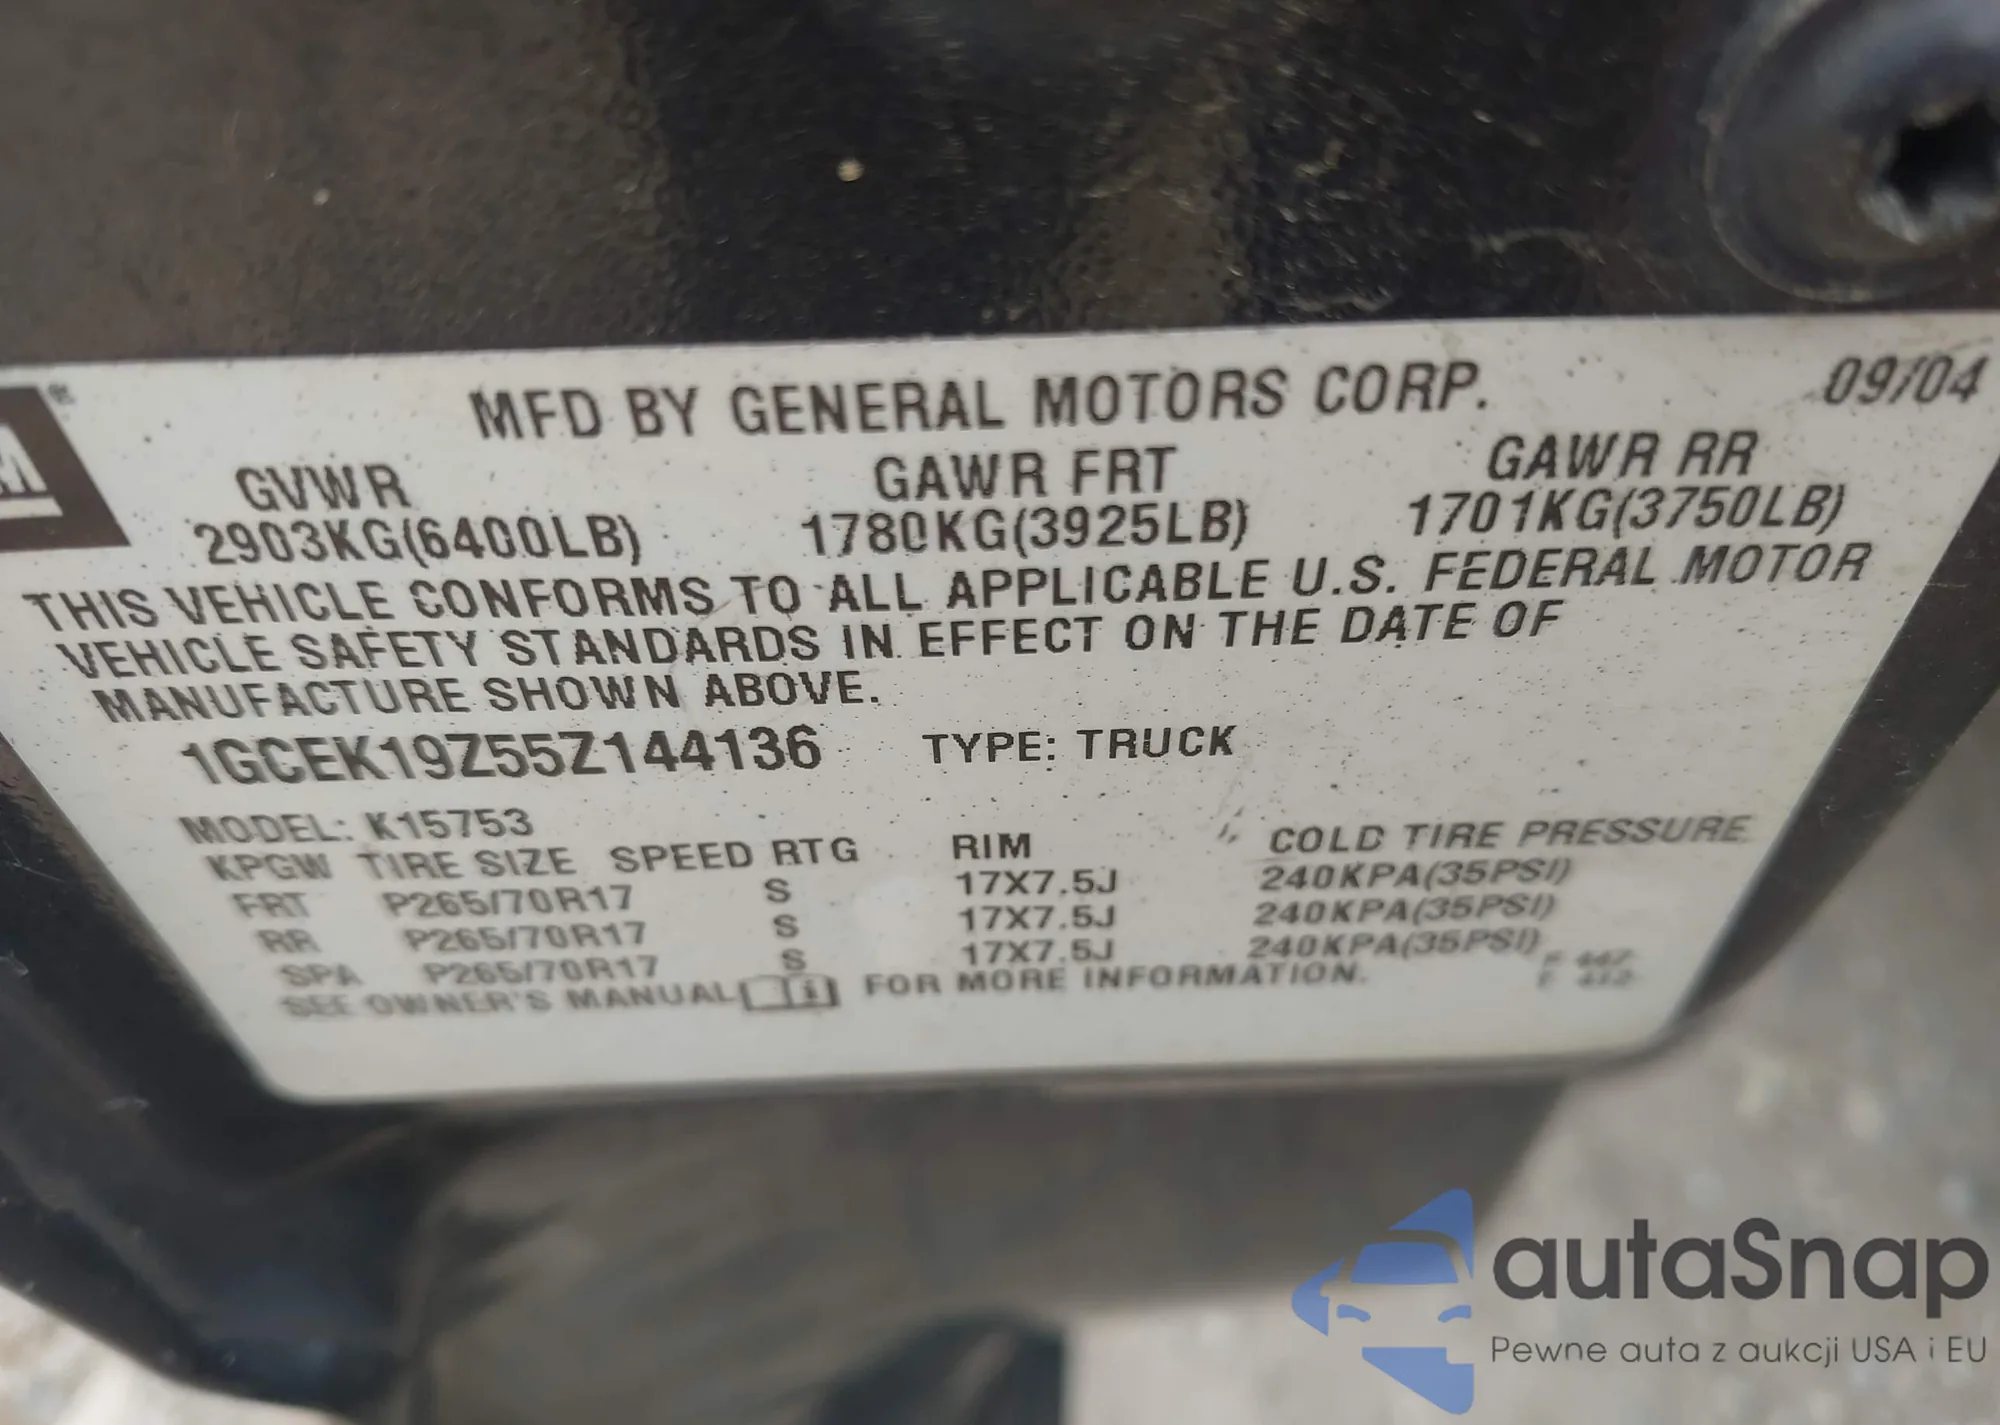 MFD BY GENERAL MOTORS CORP. 09/04
GVWR GAWR FRT GAWR RR
2903KG(6400LB) 1780KG(3925LB) 1701KG(3750LB)
THIS VEHICLE CONFORMS TO ALL APPLICABLE U.S. FEDERAL MOTOR
VEHICLE SAFETY STANDARDS IN EFFECT ON THE DATE OF
MANUFACTURE SHOWN ABOVE.
1GCEK19Z55Z144136 TYPE: TRUCK
MODEL: K15753
KPGW TIRE SIZE SPEED RTG RIM COLD TIRE PRESSURE
FRT P265/70R17 S 17X7.5J 240KPA(35PSI)
RR P265/70R17 S 17X7.5J 240KPA(35PSI)
SPA P265/70R17 S 17X7.5J 240KPA(35PSI)
SEE OWNER'S MANUAL FOR MORE INFORMATION.
autaSnap
Pewne auta z aukcji USA i EU